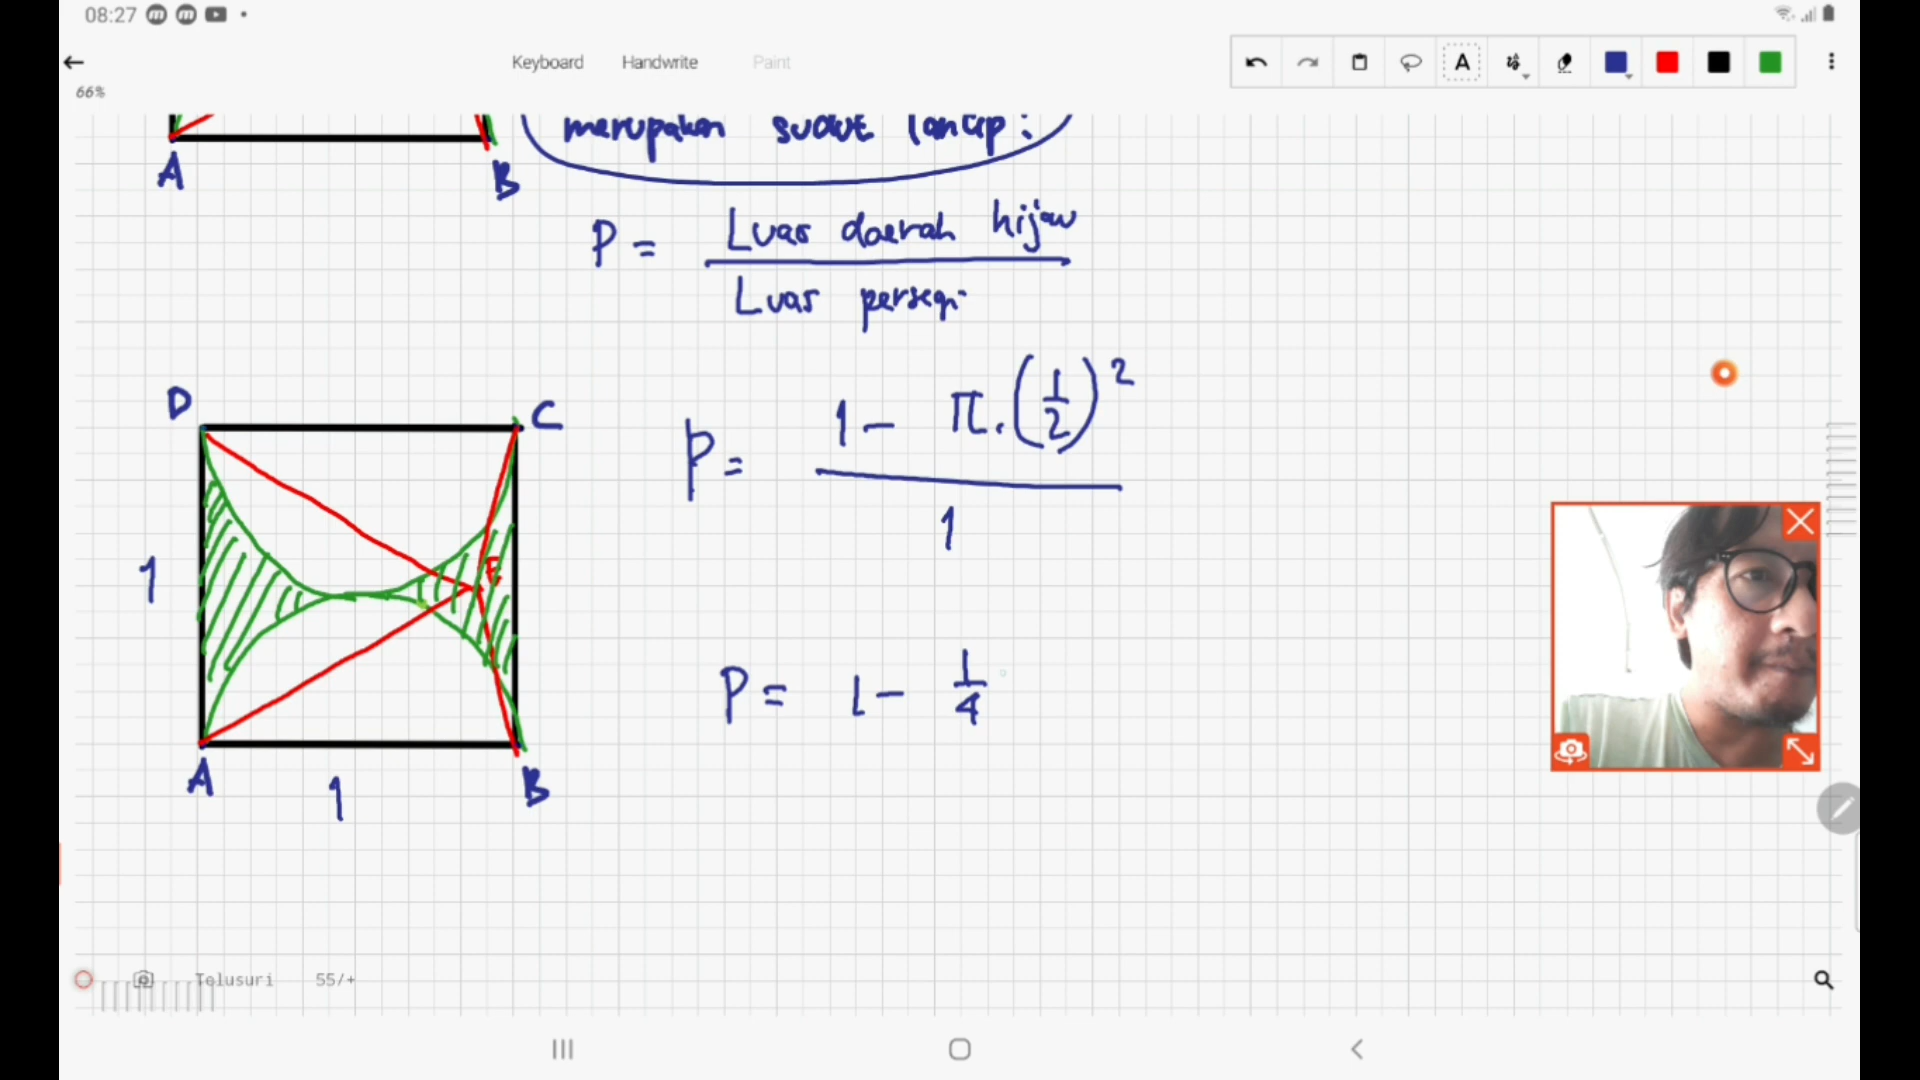 08:27
Keyboard Handwrite Paint
A
66%
merupakan sudut lancip :
A
B
P = Luas daerah hijau
Luas persegi
D
C
P = 1 - π . (1/2)²
1
E
1
P = 1 - 1/4
A
1
B
Telusuri 55/+